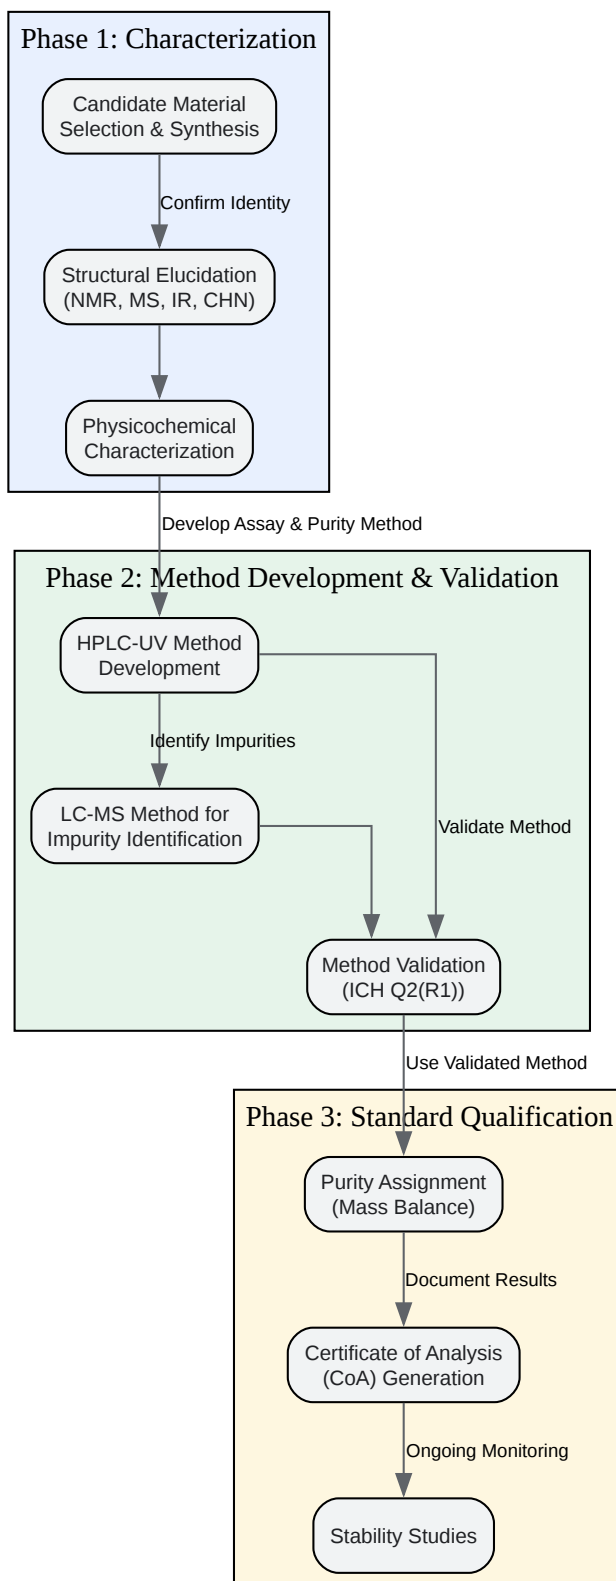 Phase 1: Characterization
Candidate Material
Selection & Synthesis
Confirm Identity
Structural Elucidation
(NMR, MS, IR, CHN)
Physicochemical
Characterization
Develop Assay & Purity Method
Phase 2: Method Development & Validation
HPLC-UV Method
Development
Identify Impurities
LC-MS Method for
Impurity Identification
Validate Method
Method Validation
(ICH Q2(R1))
Use Validated Method
Phase 3: Standard Qualification
Purity Assignment
(Mass Balance)
Document Results
Certificate of Analysis
(CoA) Generation
Ongoing Monitoring
Stability Studies